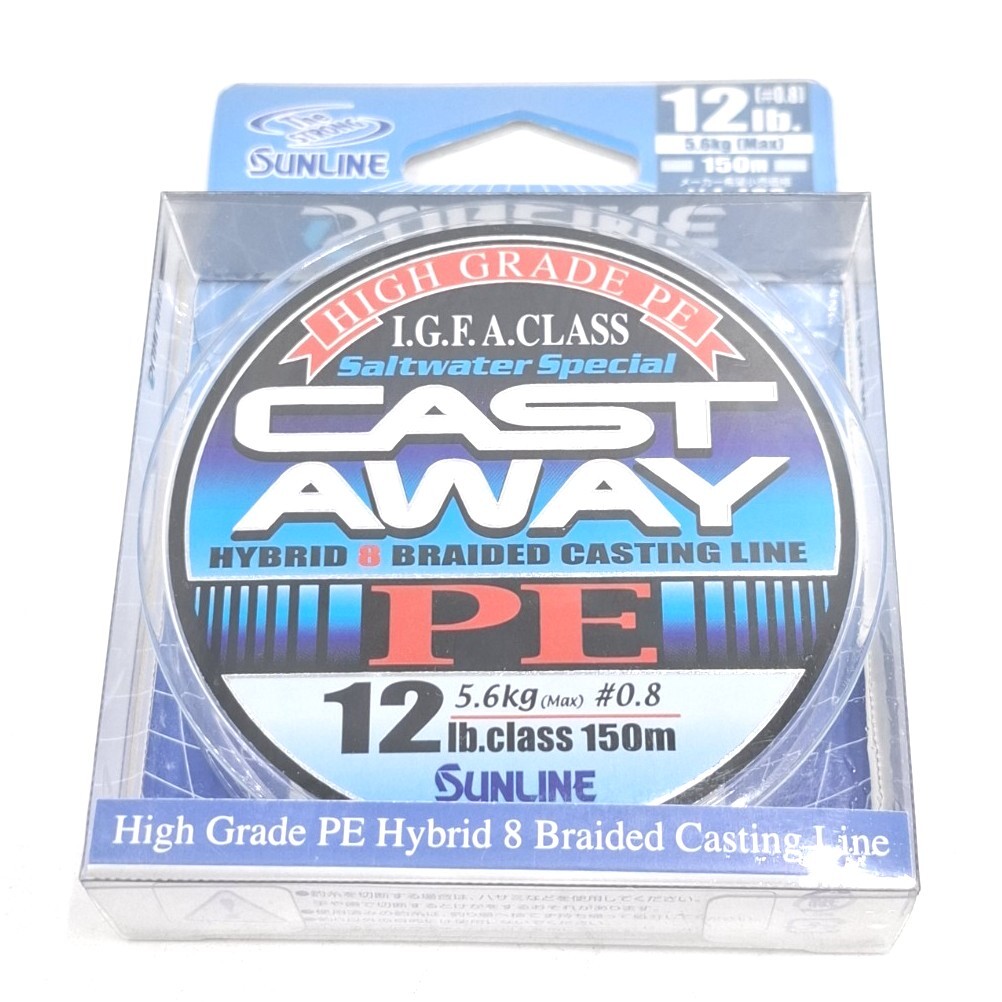 The STRONG
SUNLINE
12 lb. (#0.8)
5.6kg (Max)
150m
HIGH GRADE PE
I.G.F.A.CLASS
Saltwater Special
CAST
AWAY
HYBRID 8 BRAIDED CASTING LINE
PE
12 5.6kg (Max) #0.8
lb.class 150m
SUNLINE
High Grade PE Hybrid 8 Braided Casting Line